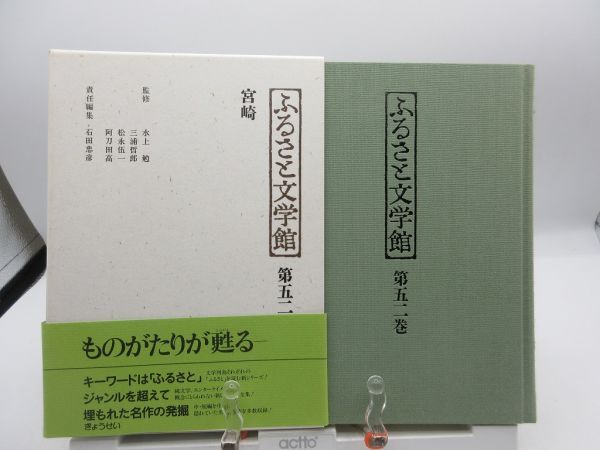 ふるさと文学館
第五二
宮崎
監修
水上 勉
三浦哲郎
松永伍一
阿刀田高
責任編集・石田忠彦
ものがたりが甦る
キーワードは「ふるさと」
ジャンルを超えて
埋もれた名作の発掘
ぎょうせい
ふるさと文学館
第五二巻
actto